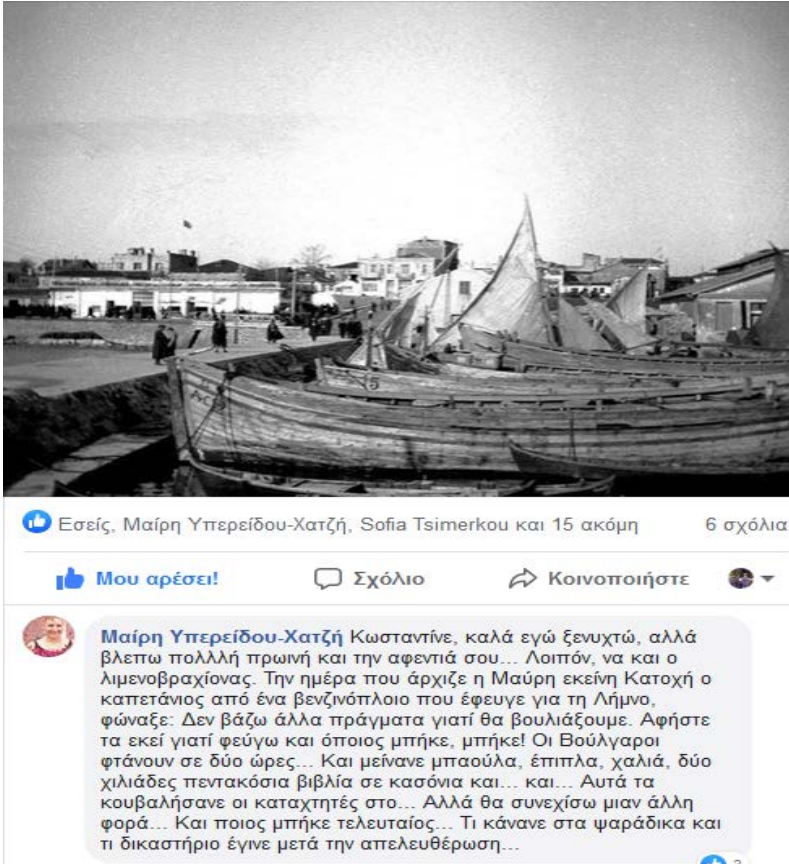 Εσείς, Μαίρη Υπερείδου-Χατζή, Sofia Tsimerkou και 15 ακόμη 6 σχόλια
Μου αρέσει! Σχόλιο Κοινοποιήστε
Μαίρη Υπερείδου-Χατζή Κωσταντίνε, καλά εγώ ξενυχτώ, αλλά
βλεπω πολλλή πρωινή και την αφεντιά σου... Λοιπόν, να και ο
λιμενοβραχίονας. Την ημέρα που άρχιζε η Μαύρη εκείνη Κατοχή ο
καπετάνιος από ένα βενζινόπλοιο που έφευγε για τη Λήμνο,
φώναξε: Δεν βάζω άλλα πράγματα γιατί θα βουλιάξουμε. Αφήστε
τα εκεί γιατί φεύγω και όποιος μπήκε, μπήκε! Οι Βούλγαροι
φτάνουν σε δύο ώρες... Και μείνανε μπαούλα, έπιπλα, χαλιά, δύο
χιλιάδες πεντακόσια βιβλία σε κασόνια και... και... Αυτά τα
κουβαλήσανε οι καταχτητές στο... Αλλά θα συνεχίσω μιαν άλλη
φορά... Και ποιος μπήκε τελευταίος... Τι κάνανε στα ψαράδικα και
τι δικαστήριο έγινε μετά την απελευθέρωση...